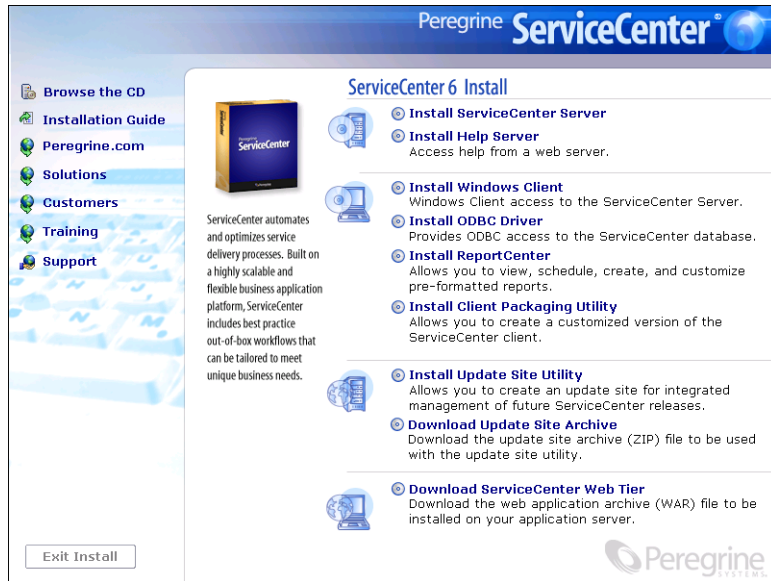 Peregrine ServiceCenter®
Browse the CD
Installation Guide
Peregrine.com
Solutions
Customers
Training
Support
Exit Install
Peregrine
ServiceCenter
ServiceCenter automates
and optimizes service
delivery processes. Built on
a highly scalable and
flexible business application
platform, ServiceCenter
includes best practice
out-of-box workflows that
can be tailored to meet
unique business needs.
ServiceCenter 6 Install
Install ServiceCenter Server
Install Help Server
Access help from a web server.
Install Windows Client
Windows Client access to the ServiceCenter Server.
Install ODBC Driver
Provides ODBC access to the ServiceCenter database.
Install ReportCenter
Allows you to view, schedule, create, and customize
pre-formatted reports.
Install Client Packaging Utility
Allows you to create a customized version of the
ServiceCenter client.
Install Update Site Utility
Allows you to create an update site for integrated
management of future ServiceCenter releases.
Download Update Site Archive
Download the update site archive (ZIP) file to be used
with the update site utility.
Download ServiceCenter Web Tier
Download the web application archive (WAR) file to be
installed on your application server.
Peregrine
SYSTEMS